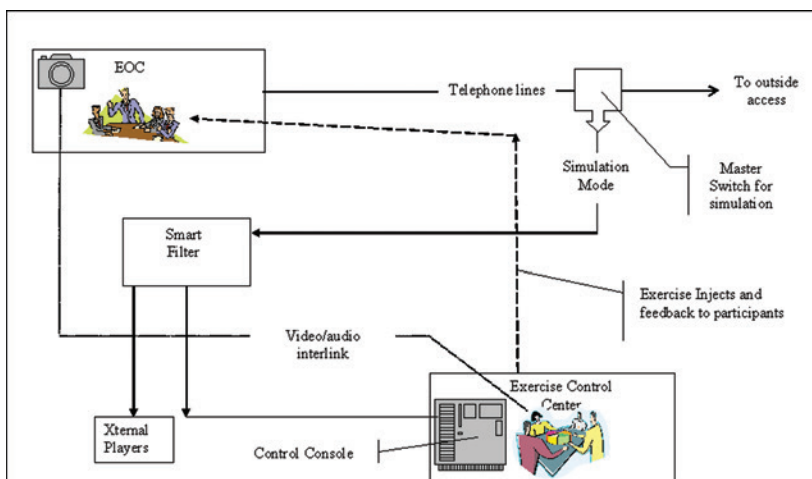 EOC
Telephone lines
To outside
access
Simulation
Mode
Master
Switch for
simulation
Smart
Filter
Exercise Injects and
feedback to participants
Video/audio
interlink
Exercise Control
Center
Xternal
Players
Control Console